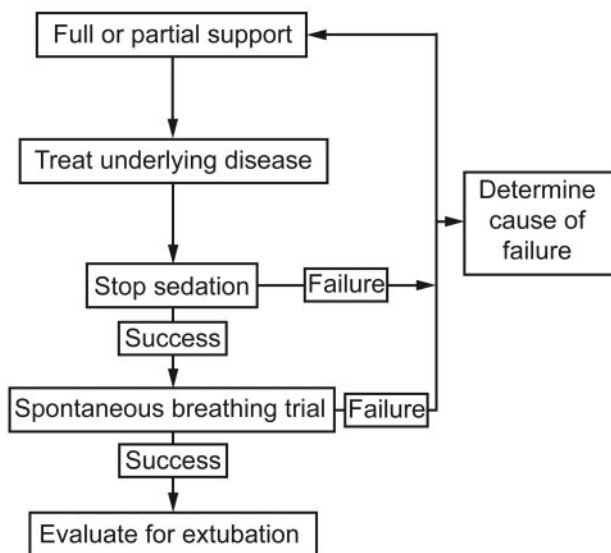 Full or partial support
Treat underlying disease
Determine
cause of
failure
Stop sedation
Failure
Success
Spontaneous breathing trial
Failure
Success
Evaluate for extubation